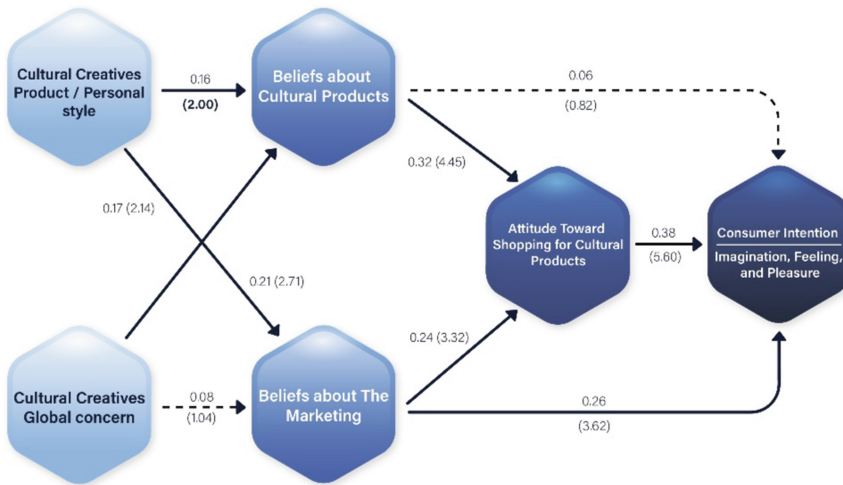 Cultural Creatives
Product / Personal
style
0.16
(2.00)
Beliefs about
Cultural Products
0.06
(0.82)
0.32 (4.45)
0.17 (2.14)
Attitude Toward
Shopping for Cultural
Products
0.38
(5.60)
Consumer Intention
Imagination, Feeling,
and Pleasure
0.21 (2.71)
0.24 (3.32)
Cultural Creatives
Global concern
0.08
(1.04)
Beliefs about The
Marketing
0.26
(3.62)